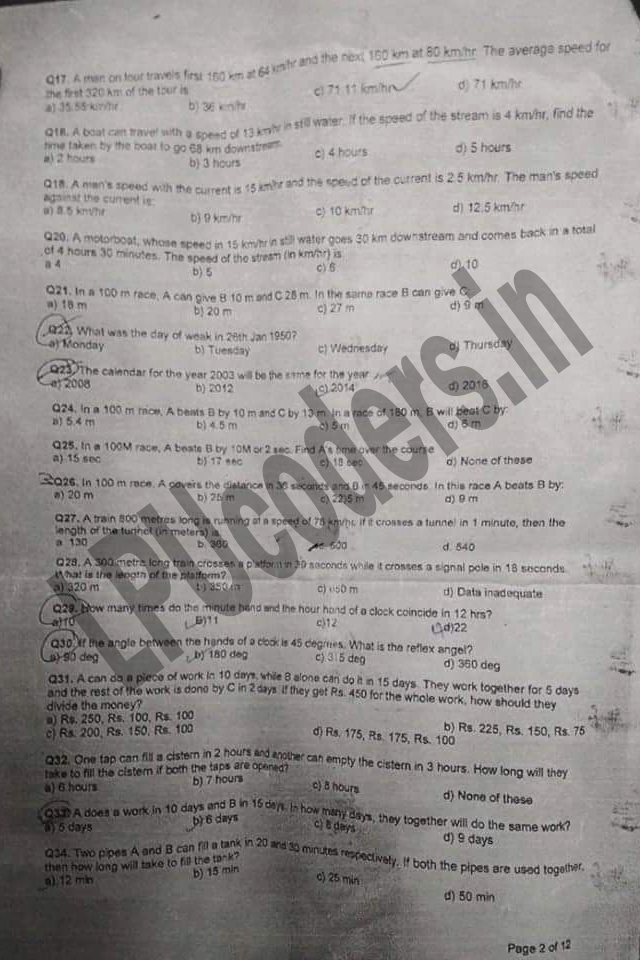 Q17. A man on tour travels first 160 km at 64 km/hr and the next 160 km at 80 km/hr. The average speed for
the first 320 km of the tour is
a) 35.55 km/hr b) 36 km/hr c) 71.11 km/hr d) 71 km/hr
Q18. A boat can travel with a speed of 13 km/hr in still water. If the speed of the stream is 4 km/hr, find the
time taken by the boat to go 68 km downstream
a) 2 hours b) 3 hours c) 4 hours d) 5 hours
Q18. A man's speed with the current is 15 km/hr and the speed of the current is 2.5 km/hr. The man's speed
against the current is:
a) 8.5 km/hr b) 9 km/hr c) 10 km/hr d) 12.5 km/hr
Q20. A motorboat, whose speed in 15 km/hr in still water goes 30 km downstream and comes back in a total
of 4 hours 30 minutes. The speed of the stream (in km/hr) is:
a 4 b) 5 c) 6 d) 10
Q21. In a 100 m race, A can give B 10 m and C 28 m. In the same race B can give C:
a) 18 m b) 20 m c) 27 m d) 9 m
Q22. What was the day of weak in 26th Jan 1950?
a) Monday b) Tuesday c) Wednesday d) Thursday
Q23. The calendar for the year 2003 will be the same for the year
a) 2008 b) 2012 c) 2014 d) 2016
Q24. In a 100 m race, A beats B by 10 m and C by 13 m. In a race of 180 m, B will beat C by:
a) 5.4 m b) 4.5 m c) 5 m d) 6 m
Q25. In a 100M race, A beats B by 10M or 2 sec. Find A's time over the course
a) 15 sec b) 17 sec c) 18 sec d) None of these
Q26. In 100 m race, A covers the distance in 36 seconds and B in 45 seconds. In this race A beats B by:
a) 20 m b) 25 m c) 22.5 m d) 9 m
Q27. A train 800 metres long is running at a speed of 78 km/hr. If it crosses a tunnel in 1 minute, then the
length of the tunnel (in meters) is:
a. 130 b. 360 500 d. 540
Q28. A 300 metre long train crosses a platform in 39 seconds while it crosses a signal pole in 18 seconds.
What is the length of the platform?
a) 320 m b) 350 m c) 650 m d) Data inadequate
Q29. How many times do the minute hand and the hour hand of a clock coincide in 12 hrs?
a)10 b)11 c)12 d)22
Q30. If the angle between the hands of a clock is 45 degrees. What is the reflex angle?
a) 90 deg b) 180 deg c) 315 deg d) 360 deg
Q31. A can do a piece of work in 10 days, while B alone can do it in 15 days. They work together for 5 days
and the rest of the work is done by C in 2 days. If they get Rs. 450 for the whole work, how should they
divide the money?
a) Rs. 250, Rs. 100, Rs. 100 b) Rs. 225, Rs. 150, Rs. 75
c) Rs. 200, Rs. 150, Rs. 100 d) Rs. 175, Rs. 175, Rs. 100
Q32. One tap can fill a cistern in 2 hours and another can empty the cistern in 3 hours. How long will they
take to fill the cistern if both the taps are opened?
a) 6 hours b) 7 hours c) 8 hours d) None of these
Q33. A does a work in 10 days and B in 15 days. In how many days, they together will do the same work?
a) 5 days b) 6 days c) 8 days d) 9 days
Q34. Two pipes A and B can fill a tank in 20 and 30 minutes respectively. If both the pipes are used together,
then how long will take to fill the tank?
a) 12 min b) 15 min c) 25 min d) 50 min
Page 2 of 12
LPUcoders.in